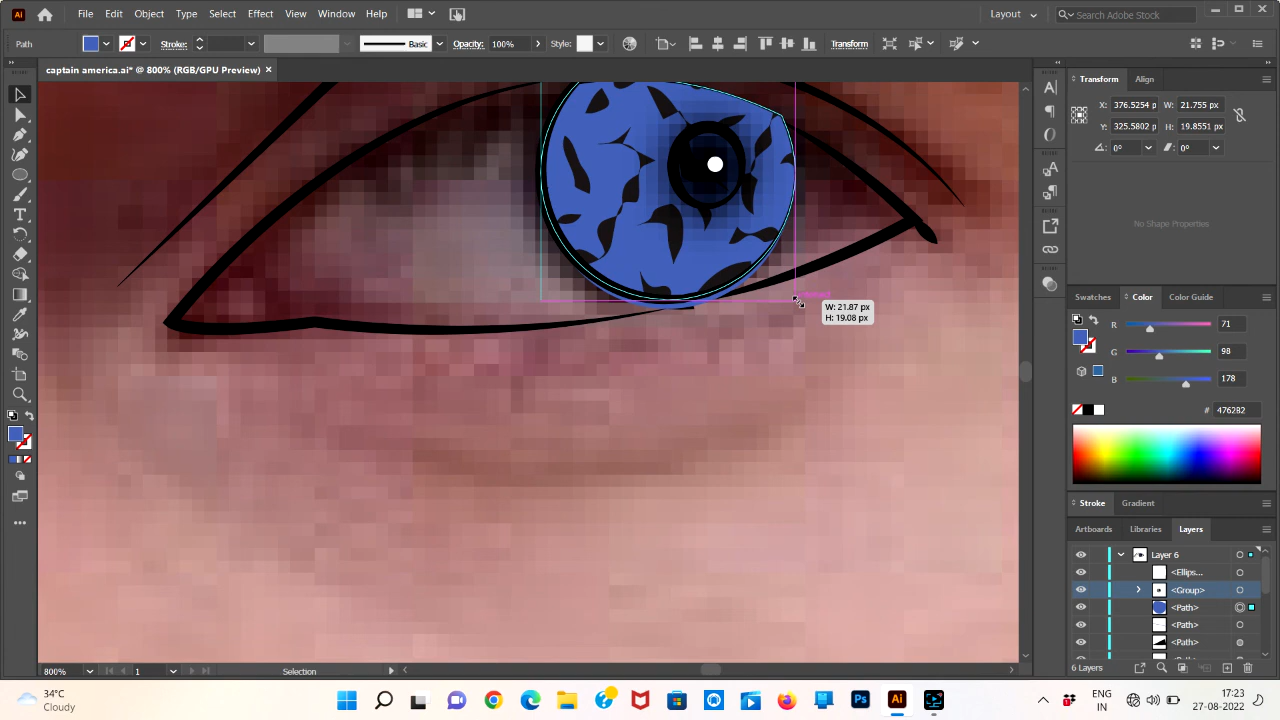 Ai File Edit Object Type Select Effect View Window Help Layout Search Adobe Stock
Path Stroke: Basic Opacity: 100% Style: Transform
captain america.ai* @ 800% (RGB/GPU Preview) ×
Transform Align
X: 376.5254 p W: 21.755 px
Y: 325.5802 p H: 19.8551 px
0° 0°
No Shape Properties
W: 21.87 px
H: 19.08 px
Swatches Color Color Guide
R 71
G 98
B 178
# 476282
Stroke Gradient
Artboards Libraries Layers
Layer 6
<Ellips...
<Group>
<Path>
<Path>
<Path>
6 Layers
800% 1 Selection
34°C
Cloudy
Ps Ai
ENG
IN
17:23
27-08-2022